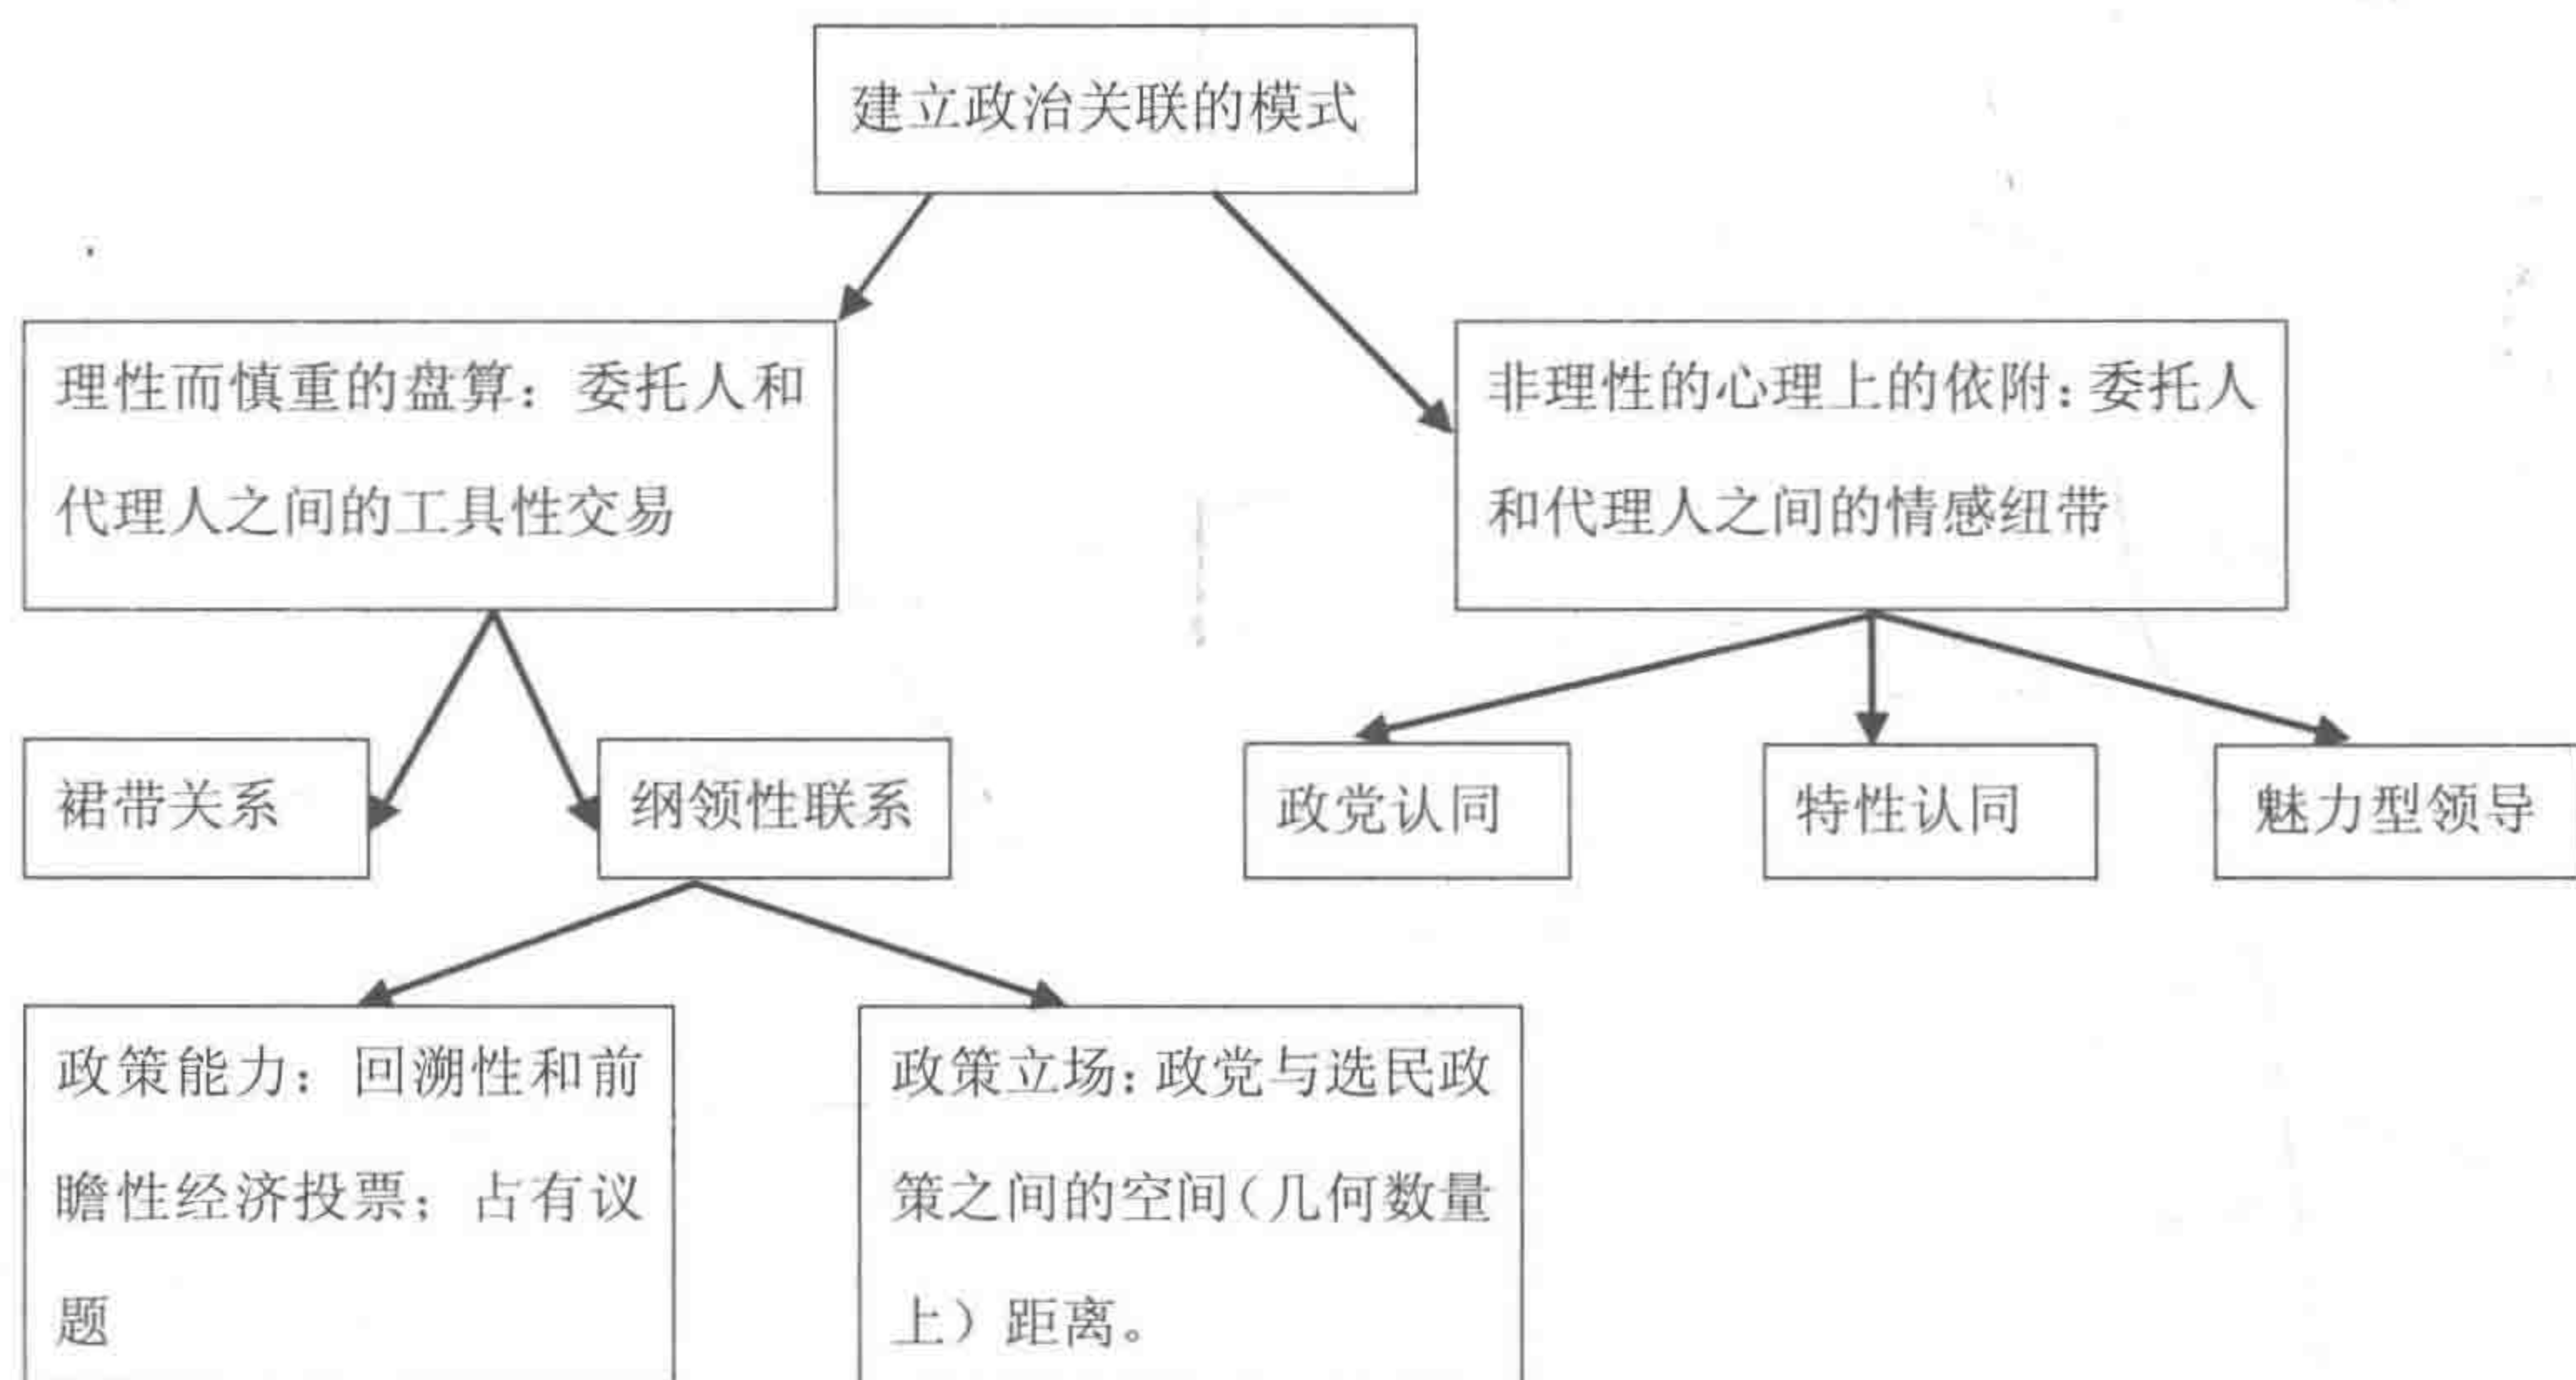 建立政治关联的模式
理性而慎重的盘算：委托人和
代理人之间的工具性交易
非理性的心理上的依附：委托人
和代理人之间的情感纽带
裙带关系
纲领性联系
政党认同
特性认同
魅力型领导
政策能力：回溯性和前
瞻性经济投票；占有议
题
政策立场：政党与选民政
策之间的空间（几何数量
上）距离。